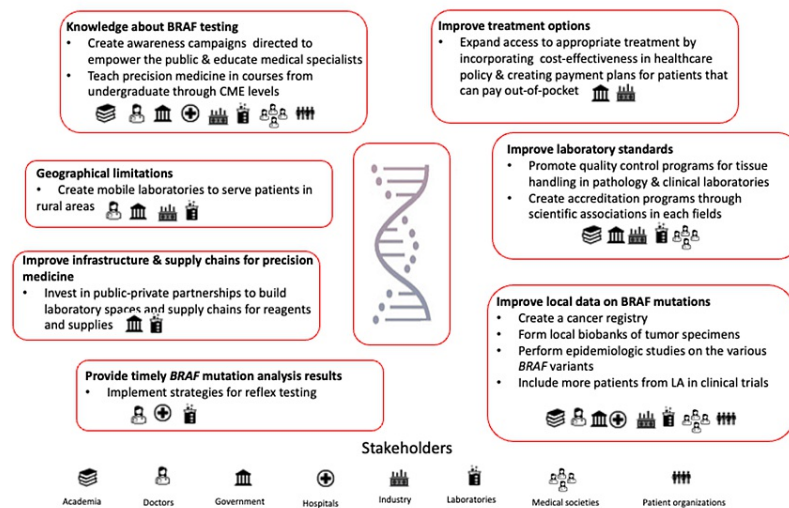 Knowledge about BRAF testing
• Create awareness campaigns directed to
empower the public & educate medical specialists
• Teach precision medicine in courses from
undergraduate through CME levels
Improve treatment options
• Expand access to appropriate treatment by
incorporating cost-effectiveness in healthcare
policy & creating payment plans for patients that
can pay out-of-pocket
Geographical limitations
• Create mobile laboratories to serve patients in
rural areas
Improve laboratory standards
• Promote quality control programs for tissue
handling in pathology & clinical laboratories
• Create accreditation programs through
scientific associations in each fields
Improve infrastructure & supply chains for precision
medicine
• Invest in public-private partnerships to build
laboratory spaces and supply chains for reagents
and supplies
Improve local data on BRAF mutations
• Create a cancer registry
• Form local biobanks of tumor specimens
• Perform epidemiologic studies on the various
BRAF variants
• Include more patients from LA in clinical trials
Provide timely BRAF mutation analysis results
• Implement strategies for reflex testing
Stakeholders
Academia
Doctors
Government
Hospitals
Industry
Laboratories
Medical societies
Patient organizations